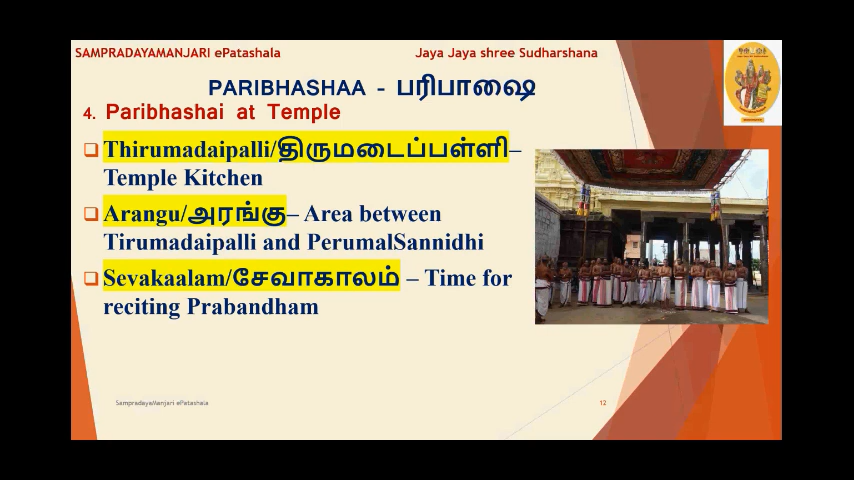 SAMPRADAYAMANJARI ePatashala
Jaya Jaya shree Sudharshana
PARIBHASHAA - பரிபாஷை
4. Paribhashai at Temple
Thirumadaipalli/திருமடைப்பள்ளி–
Temple Kitchen
Arangu/அரங்கு– Area between
Tirumadaipalli and PerumalSannidhi
Sevakaalam/சேவாகாலம் – Time for
reciting Prabandham
SampradayaManjari ePatashala
12